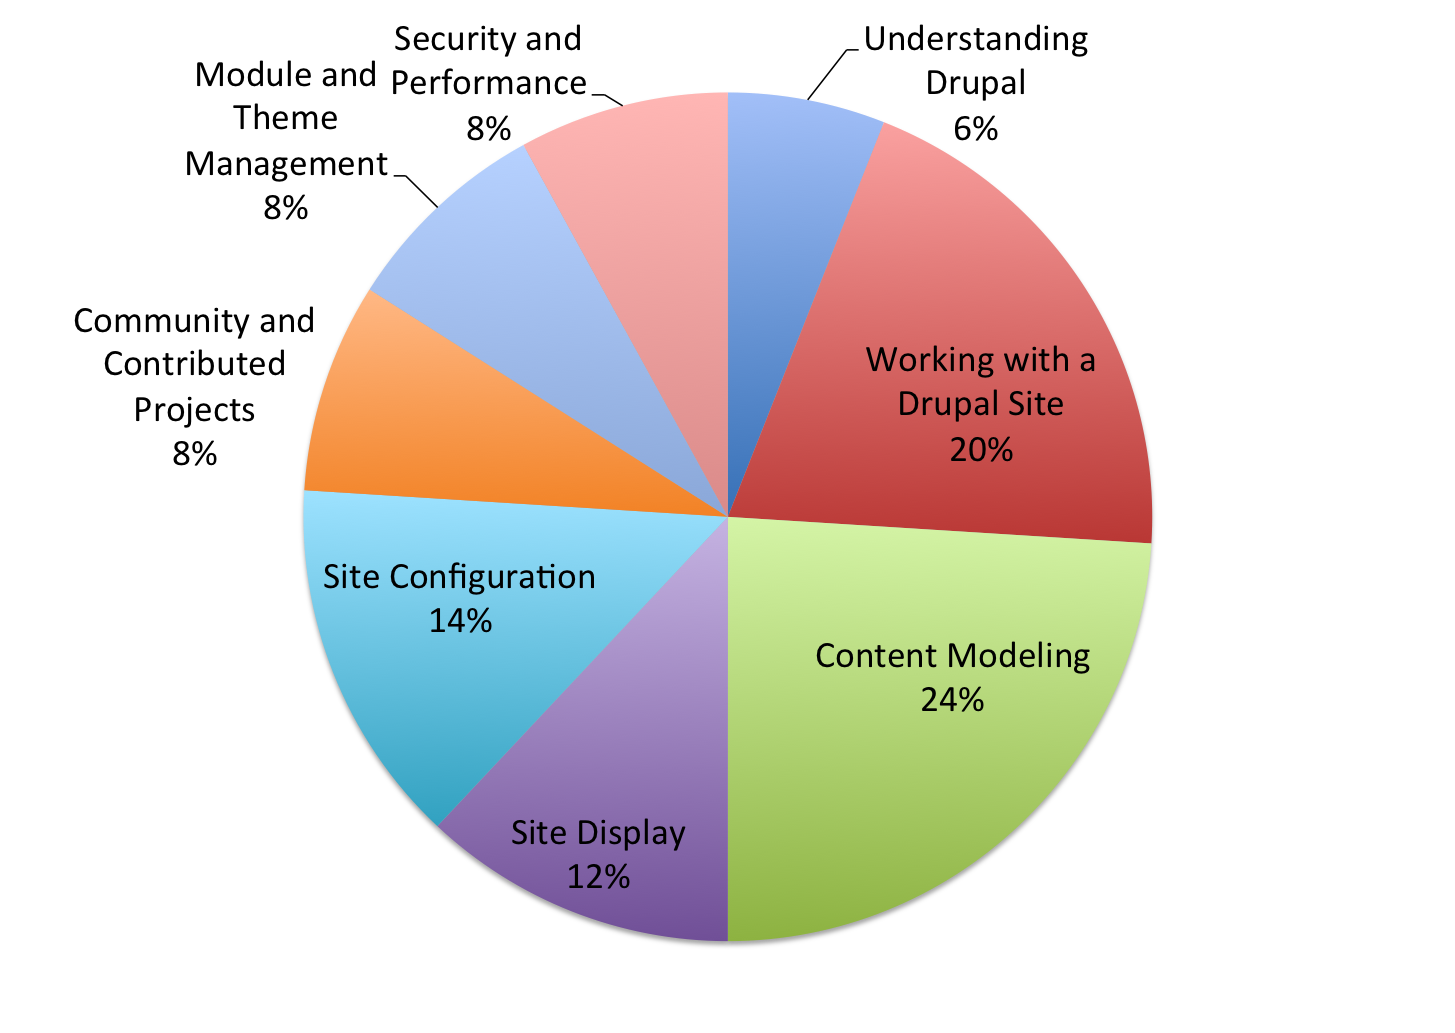 Understanding
Drupal
6%
Working with a
Drupal Site
20%
Content Modeling
24%
Site Display
12%
Site Configuration
14%
Community and
Contributed
Projects
8%
Module and
Theme
Management
8%
Security and
Performance
8%